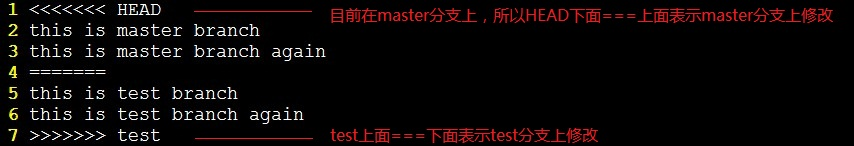 1 <<<<<<< HEAD 目前在master分支上，所以HEAD下面===上面表示master分支上修改
2 this is master branch
3 this is master branch again
4 =======
5 this is test branch
6 this is test branch again
7 >>>>>>> test test上面===下面表示test分支上修改